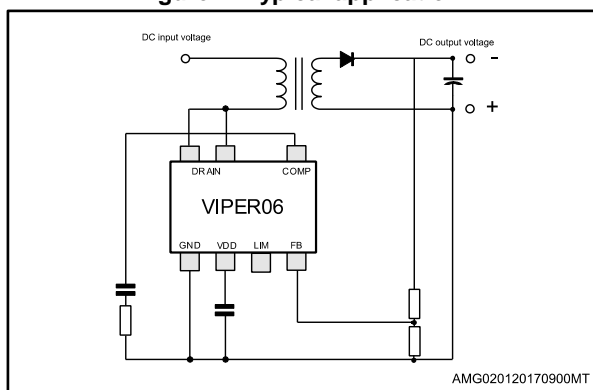 DC input voltage
DC output voltage
-
+
DRAIN
COMP
VIPER06
GND
VDD
LIM
FB
AMG020120170900MT